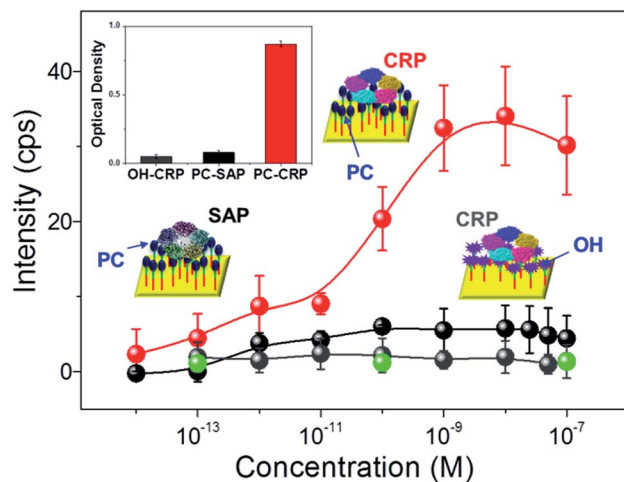 1.0
0.5
0.0
Optical Density
OH-CRP PC-SAP PC-CRP
CRP
PC
SAP
PC
CRP
OH
40
20
0
Intensity (cps)
10⁻¹³ 10⁻¹¹ 10⁻⁹ 10⁻⁷
Concentration (M)